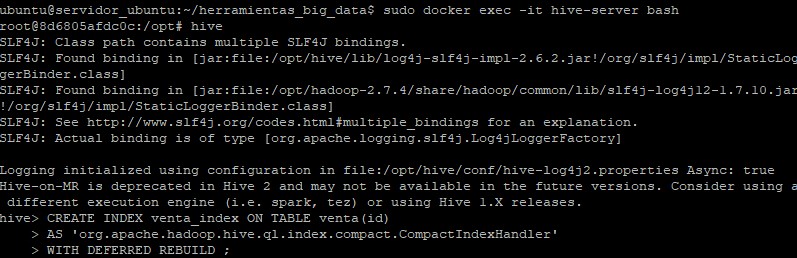 ubuntu@servidor_ubuntu:~/herramientas_big_data$ sudo docker exec -it hive-server bash
root@8d6805afdc0c:/opt# hive
SLF4J: Class path contains multiple SLF4J bindings.
SLF4J: Found binding in [jar:file:/opt/hive/lib/log4j-slf4j-impl-2.6.2.jar!/org/slf4j/impl/StaticLog
gerBinder.class]
SLF4J: Found binding in [jar:file:/opt/hadoop-2.7.4/share/hadoop/common/lib/slf4j-log4j12-1.7.10.jar
!/org/slf4j/impl/StaticLoggerBinder.class]
SLF4J: See http://www.slf4j.org/codes.html#multiple_bindings for an explanation.
SLF4J: Actual binding is of type [org.apache.logging.slf4j.Log4jLoggerFactory]
Logging initialized using configuration in file:/opt/hive/conf/hive-log4j2.properties Async: true
Hive-on-MR is deprecated in Hive 2 and may not be available in the future versions. Consider using a
 different execution engine (i.e. spark, tez) or using Hive 1.X releases.
hive> CREATE INDEX venta_index ON TABLE venta(id)
    > AS 'org.apache.hadoop.hive.ql.index.compact.CompactIndexHandler'
    > WITH DEFERRED REBUILD ;